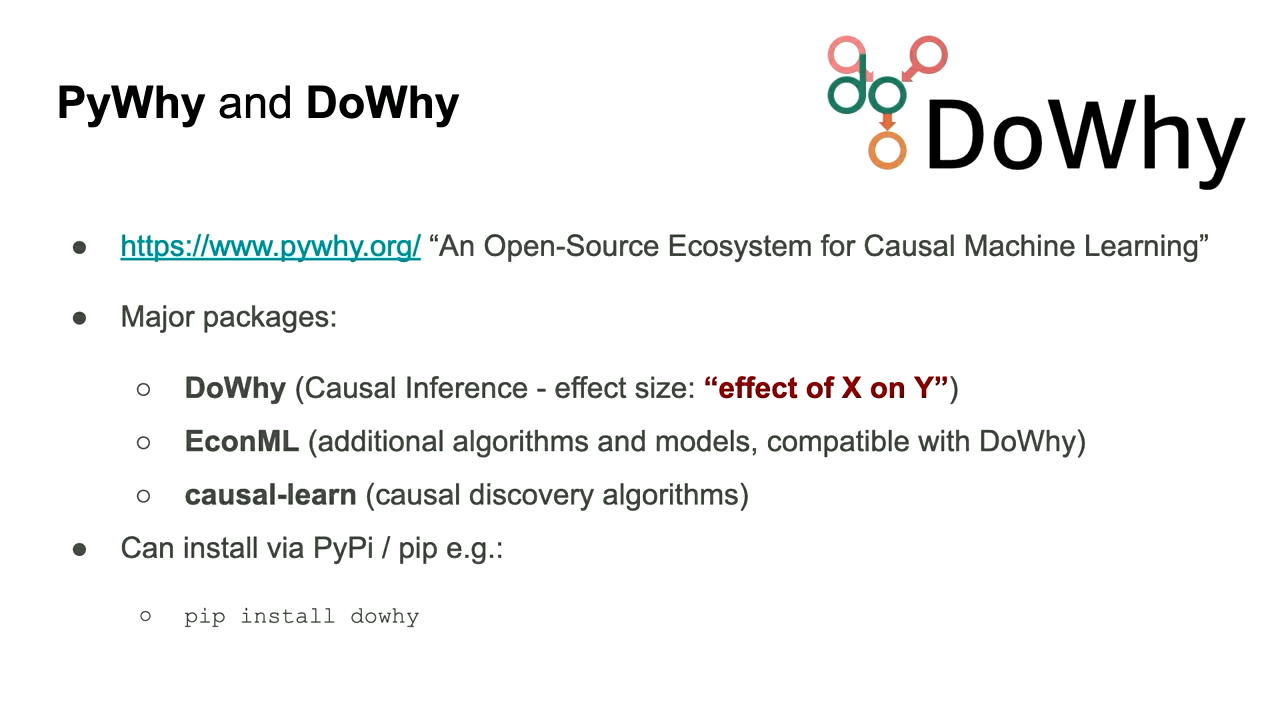 PyWhy and DoWhy
do
DoWhy
● https://www.pywhy.org/ “An Open-Source Ecosystem for Causal Machine Learning”
● Major packages:
○ DoWhy (Causal Inference - effect size: “effect of X on Y”)
○ EconML (additional algorithms and models, compatible with DoWhy)
○ causal-learn (causal discovery algorithms)
● Can install via PyPi / pip e.g.:
○ pip install dowhy